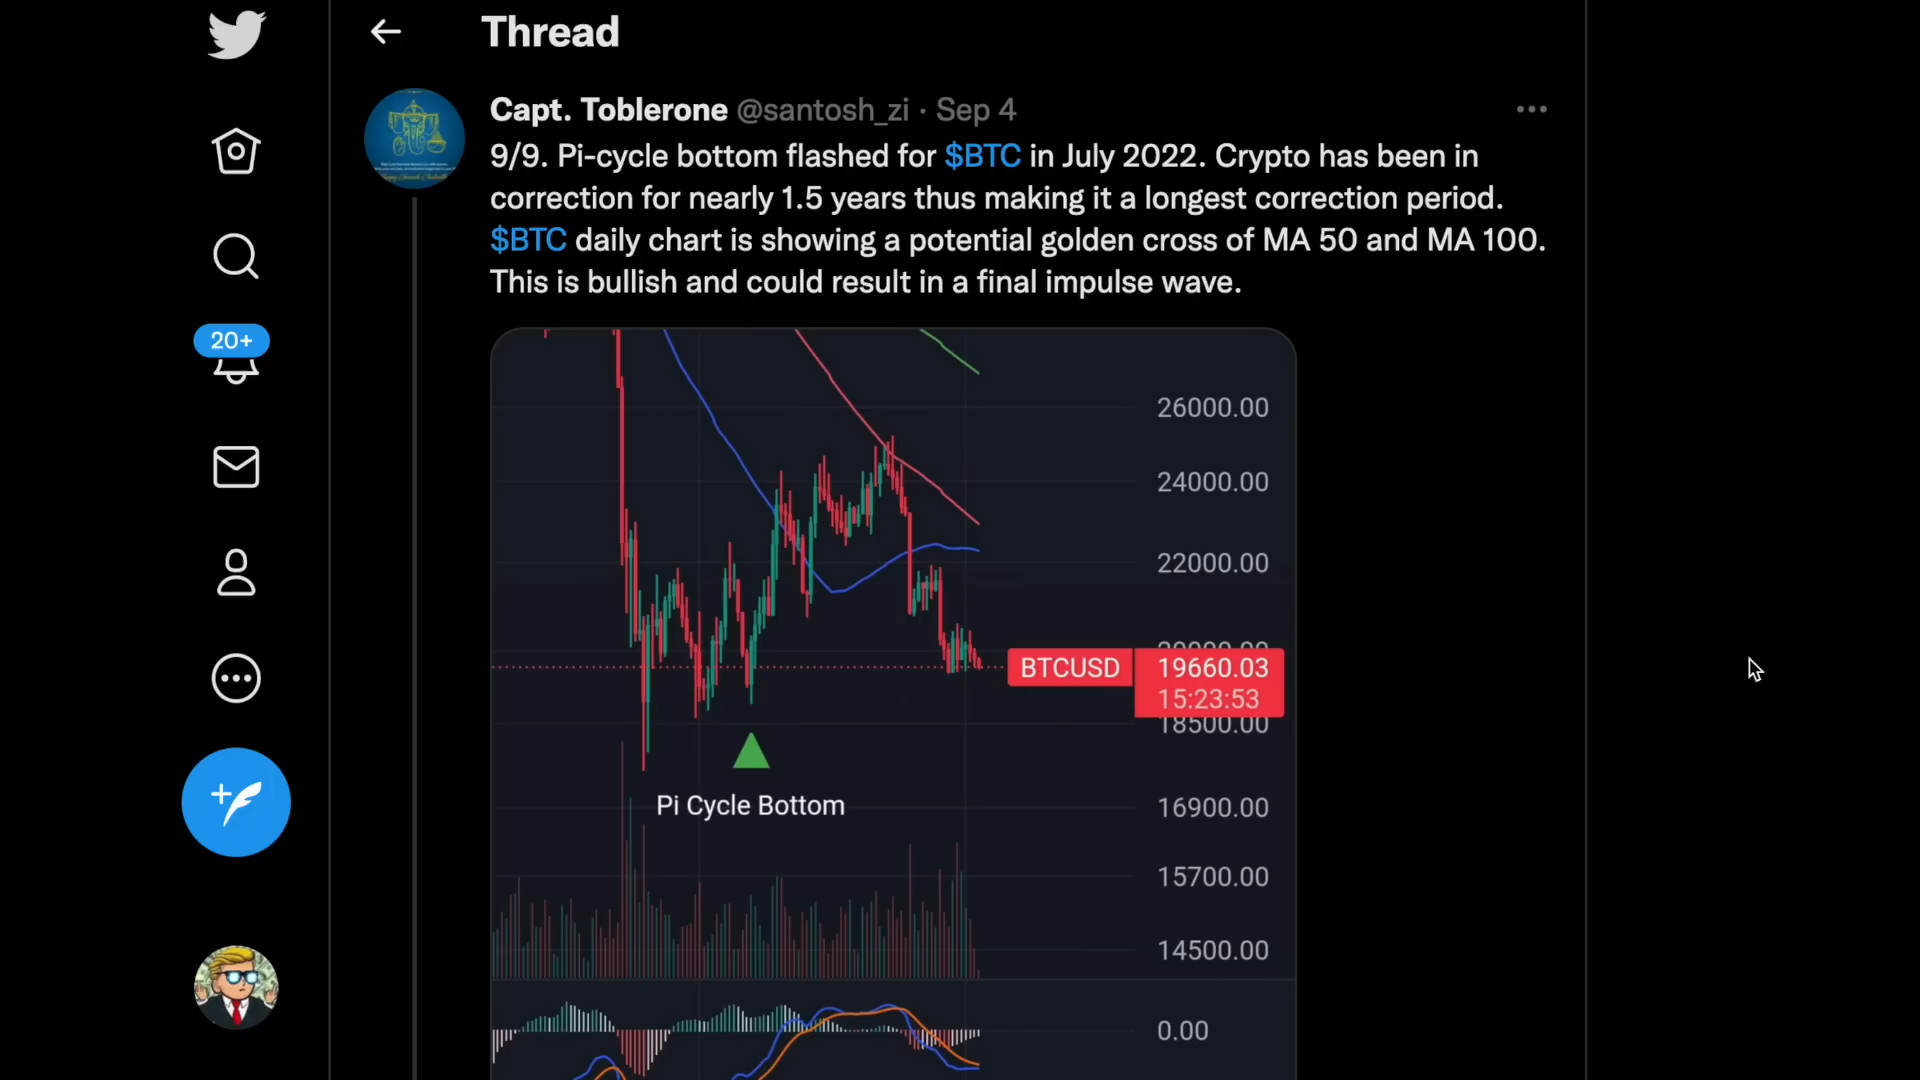 Thread
Capt. Toblerone @santosh_zi · Sep 4
9/9. Pi-cycle bottom flashed for $BTC in July 2022. Crypto has been in
correction for nearly 1.5 years thus making it a longest correction period.
$BTC daily chart is showing a potential golden cross of MA 50 and MA 100.
This is bullish and could result in a final impulse wave.
20+
26000.00
24000.00
22000.00
BTCUSD 19660.03
15:23:53
18500.00
Pi Cycle Bottom
16900.00
15700.00
14500.00
0.00